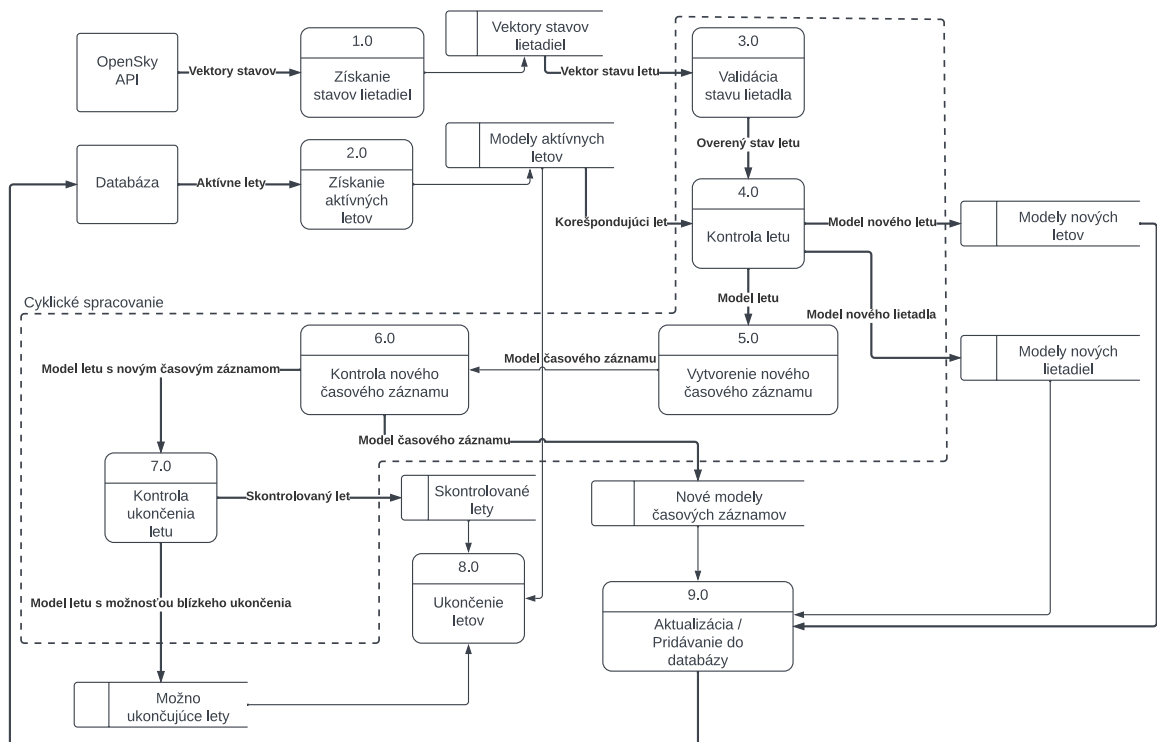 OpenSky
API
Vektory stavov
1.0
Získanie
stavov lietadiel
Vektory stavov
lietadiel
Vektor stavu letu
3.0
Validácia
stavu lietadla
Databáza
Aktívne lety
2.0
Získanie
aktívných
letov
Modely aktívnych
letov
Korespondujúci let
Overený stav letu
4.0
Kontrola letu
Model nového letu
Modely nových
letov
Model nového lietadla
Modely nových
lietadiel
Model letu
5.0
Vytvorenie nového
časového záznamu
Cyklické spracovanie
Model časového záznamu
6.0
Kontrola nového
časového záznamu
Model letu s novým časovým záznamom
Model časového záznamu
7.0
Kontrola
ukončenia
letu
Skontrolovaný let
Skontrolované
lety
Nové modely
časových záznamov
8.0
Ukončenie
letov
9.0
Aktualizácia /
Pridávanie do
databázy
Model letu s možnosťou blízkeho ukončenia
Možno
ukončujúce lety